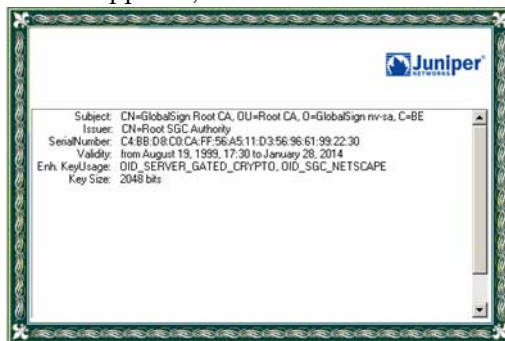 Juniper
NETWORKS
Subject: CN=GlobalSign Root CA, OU=Root CA, O=GlobalSign nv-sa, C=BE
Issuer: CN=Root SGC Authority
SerialNumber: C4:BB:D8:C0:CA:FF:56:A5:11:D3:56:96:61:99:22:30
Validity: from August 19, 1999, 17:30 to January 28, 2014
Enh. KeyUsage: OID_SERVER_GATED_CRYPTO, OID_SGC_NETSCAPE
Key Size: 2048 bits